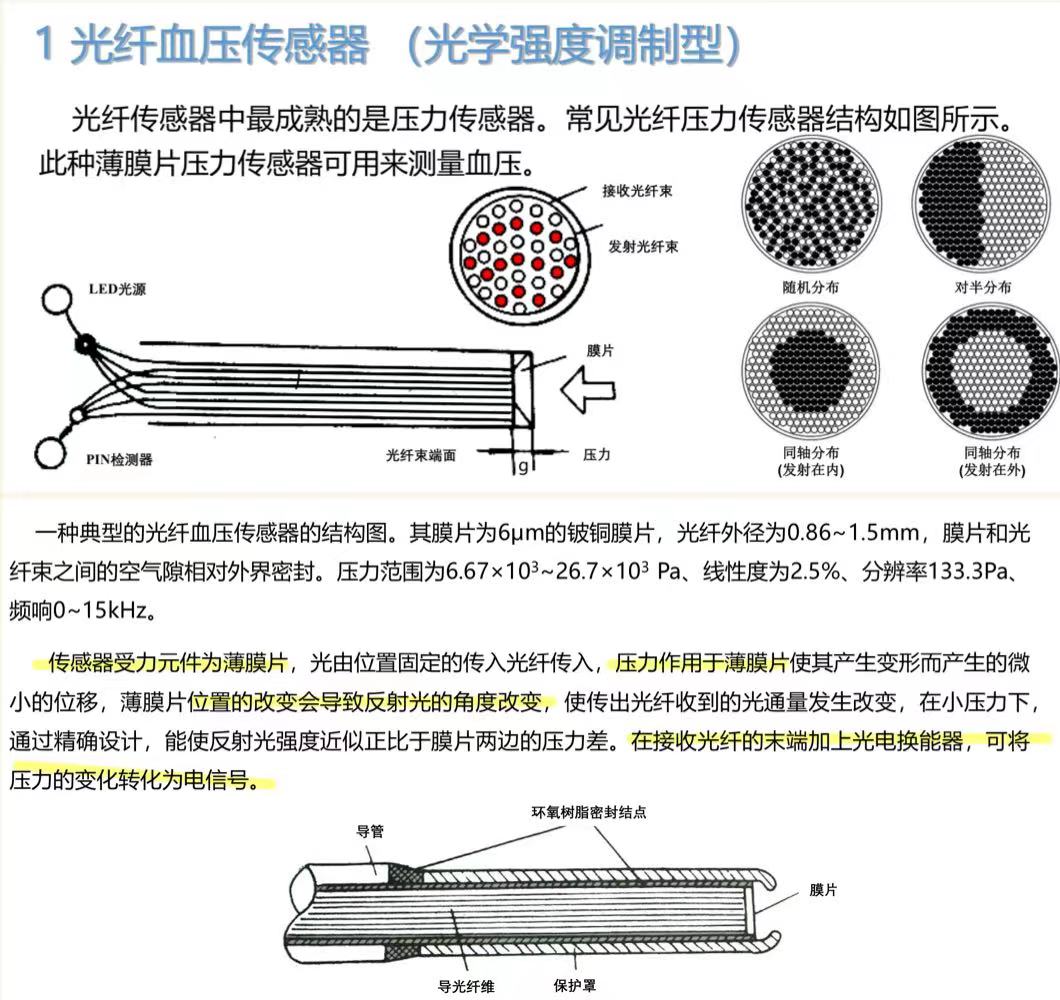 1 光纤血压传感器 （光学强度调制型）
光纤传感器中最成熟的是压力传感器。常见光纤压力传感器结构如图所示。
此种薄膜片压力传感器可用来测量血压。
接收光纤束
发射光纤束
LED光源
膜片
PIN检测器
光纤束端面
g
压力
随机分布
对半分布
同轴分布
(发射在内)
同轴分布
(发射在外)
一种典型的光纤血压传感器的结构图。其膜片为6μm的铍铜膜片，光纤外径为0.86~1.5mm，膜片和光
纤束之间的空气隙相对外界密封。压力范围为6.67×10³~26.7×10³ Pa、线性度为2.5%、分辨率133.3Pa、
频响0~15kHz。
传感器受力元件为薄膜片，光由位置固定的传入光纤传入，压力作用于薄膜片使其产生变形而产生的微
小的位移，薄膜片位置的改变会导致反射光的角度改变，使传出光纤收到的光通量发生改变，在小压力下，
通过精确设计，能使反射光强度近似正比于膜片两边的压力差。在接收光纤的末端加上光电换能器，可将
压力的变化转化为电信号。
环氧树脂密封结点
导管
膜片
导光纤维
保护罩